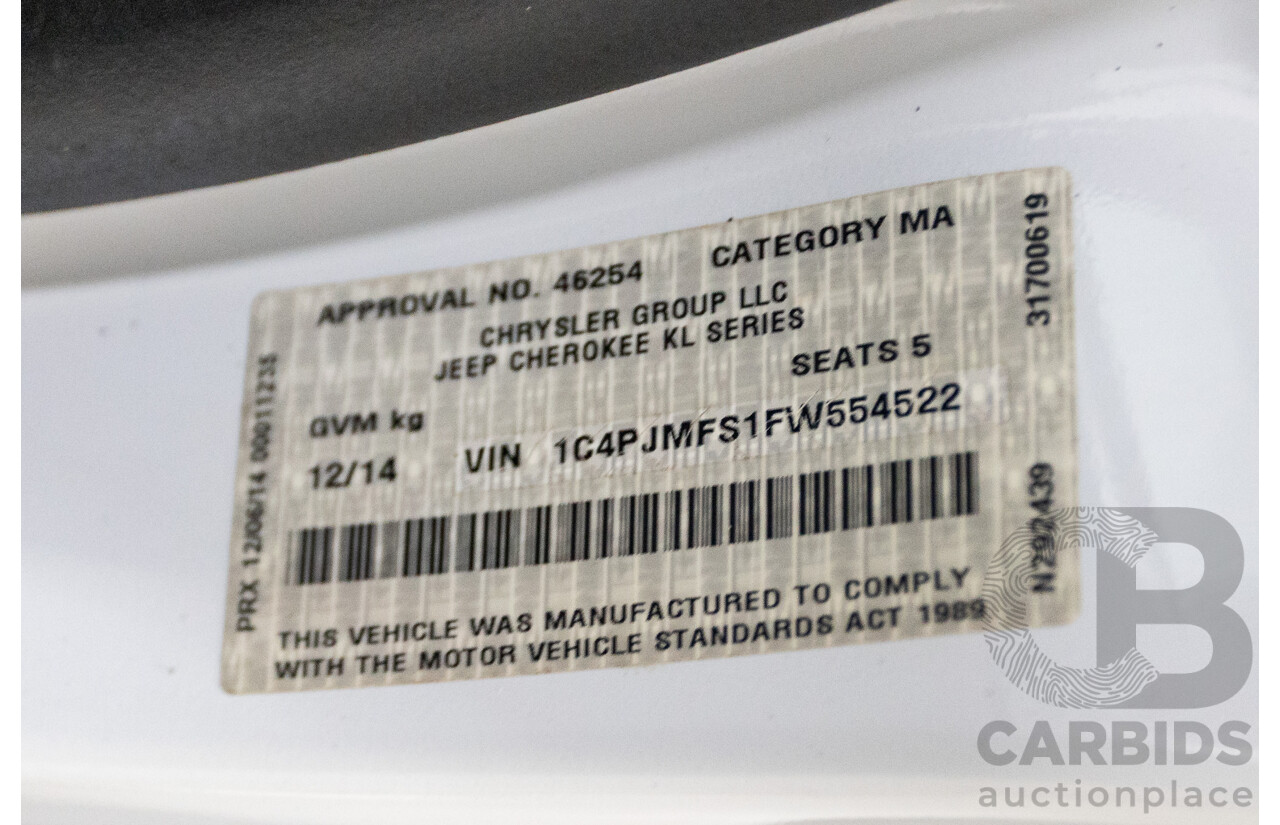 APPROVAL NO. 46254 CATEGORY MA
CHRYSLER GROUP LLC
JEEP CHEROKEE KL SERIES
SEATS 5
GVM kg
12/14 VIN 1C4PJMFS1FW554522
THIS VEHICLE WAS MANUFACTURED TO COMPLY
WITH THE MOTOR VEHICLE STANDARDS ACT 1989
PRX 12/06/14 00011235
31700619
N292439
CB
CARBIDS
auctionplace